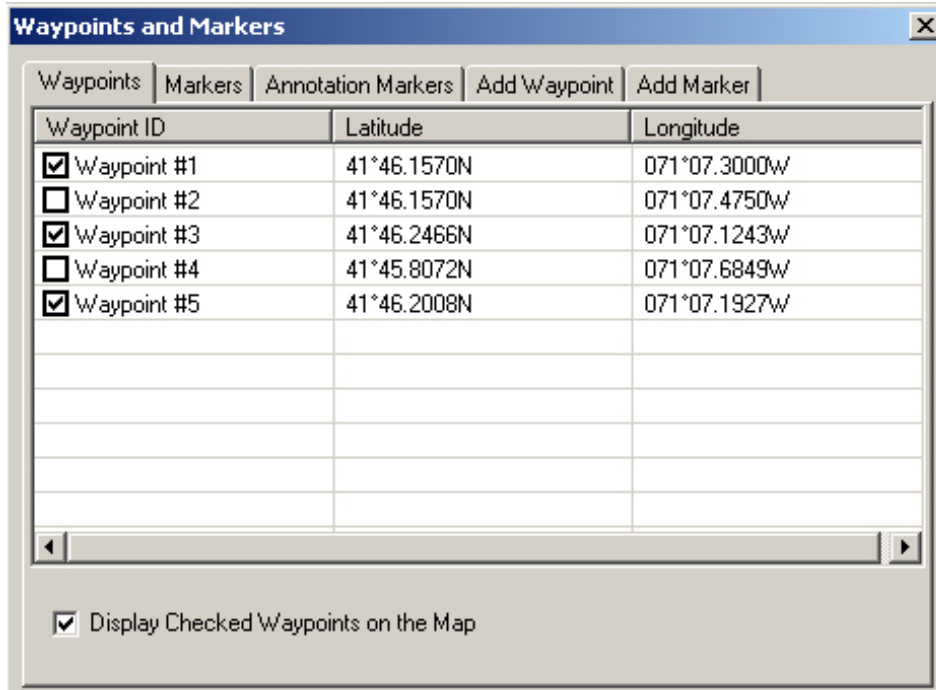 Waypoints and Markers
Waypoints Markers Annotation Markers Add Waypoint Add Marker
Waypoint ID Latitude Longitude
Waypoint #1 41°46.1570N 071°07.3000W
Waypoint #2 41°46.1570N 071°07.4750W
Waypoint #3 41°46.2466N 071°07.1243W
Waypoint #4 41°45.8072N 071°07.6849W
Waypoint #5 41°46.2008N 071°07.1927W
Display Checked Waypoints on the Map